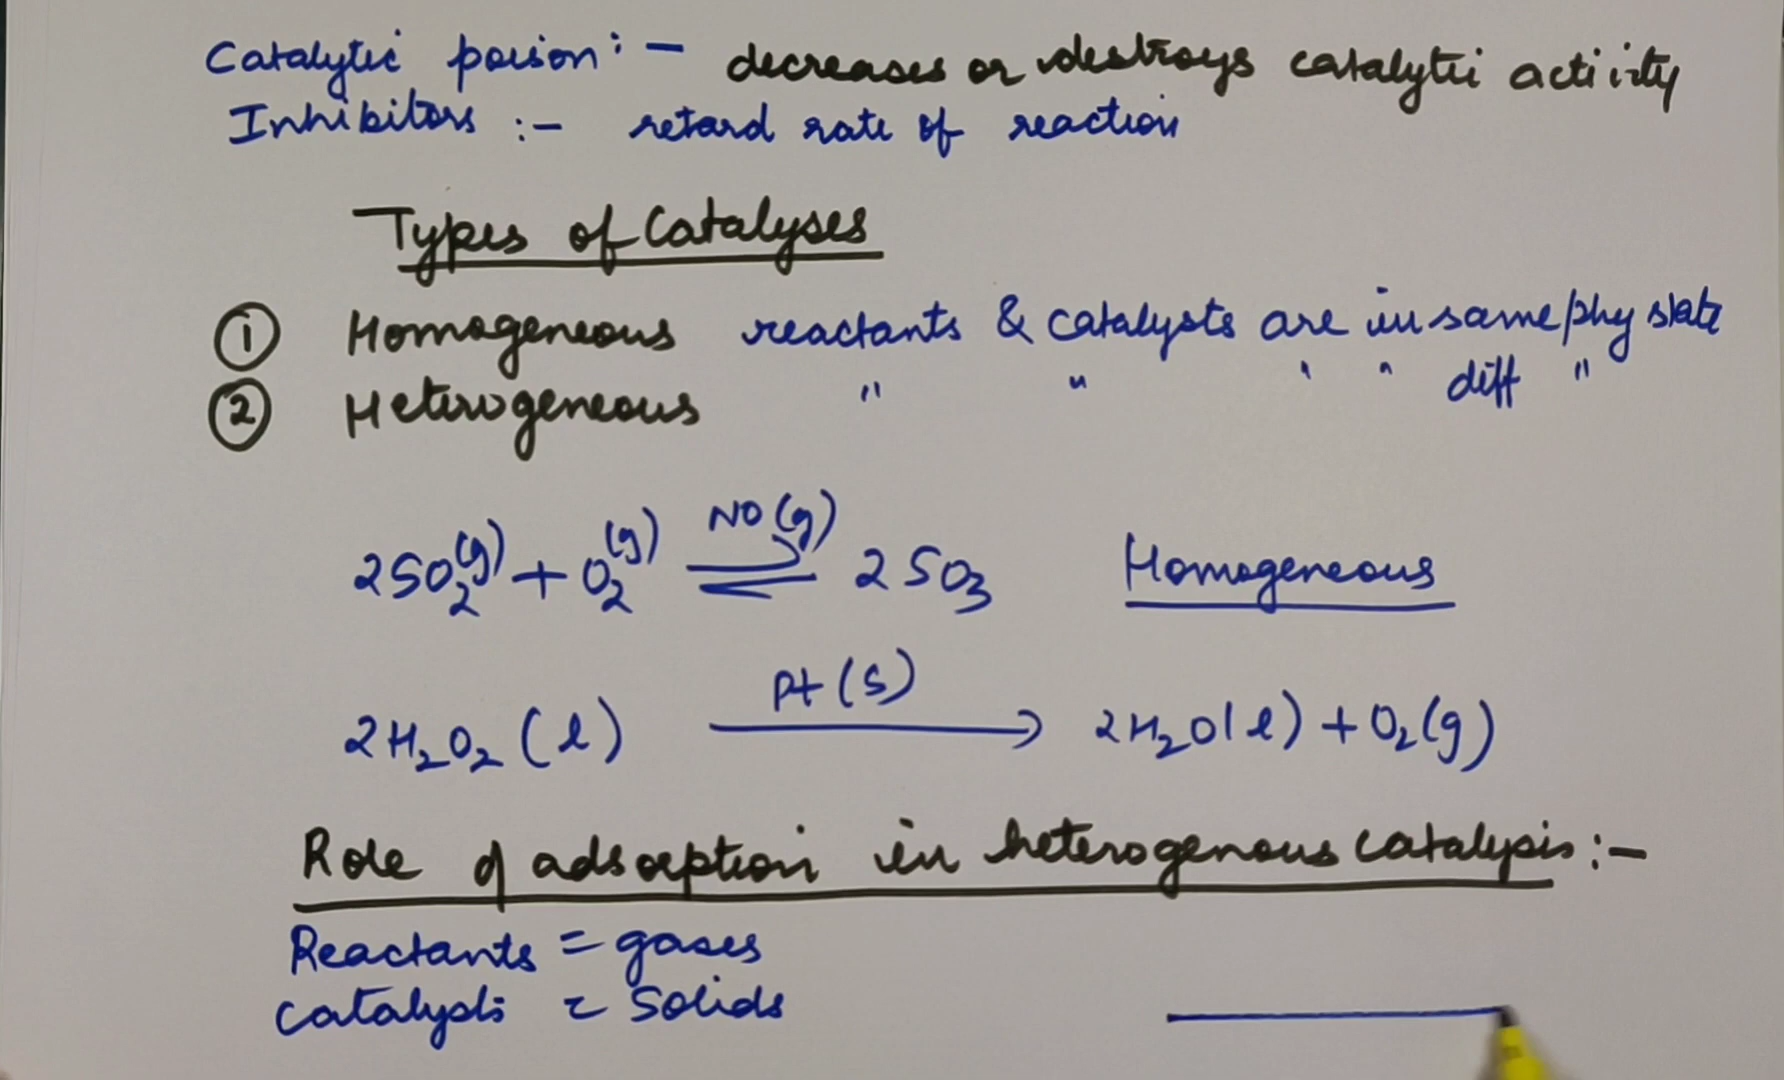 Catalytic poison :- decreases or destroys catalytic activity
Inhibitors :- retard rate of reaction
Types of Catalyses
① Homogeneous reactants & catalysts are in same phy state
② Heterogeneous " " " " diff "
2SO₂(g) + O₂(g) ⇌ NO(g) 2SO₃ Homogeneous
2H₂O₂(l) Pt(s) → 2H₂O(l) + O₂(g)
Role of adsorption in heterogenous catalysis :-
Reactants = gases
Catalysts = Solids